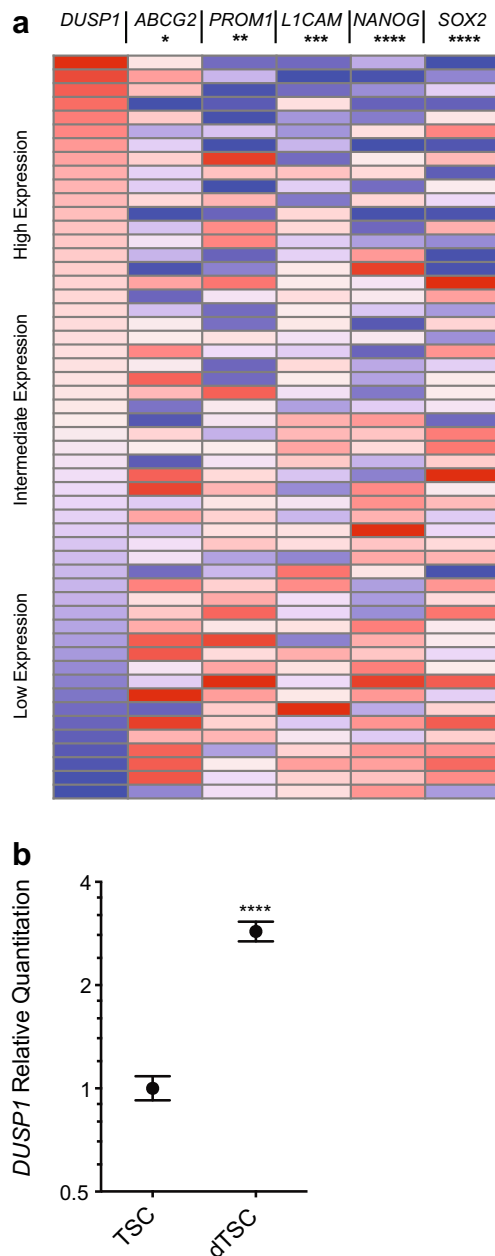 a
DUSP1 ABCG2 PROM1 L1CAM NANOG SOX2
* ** *** **** ****
High Expression
Intermediate Expression
Low Expression
b
DUSP1 Relative Quantitation
4
2
1
0.5
****
TSC
dTSC